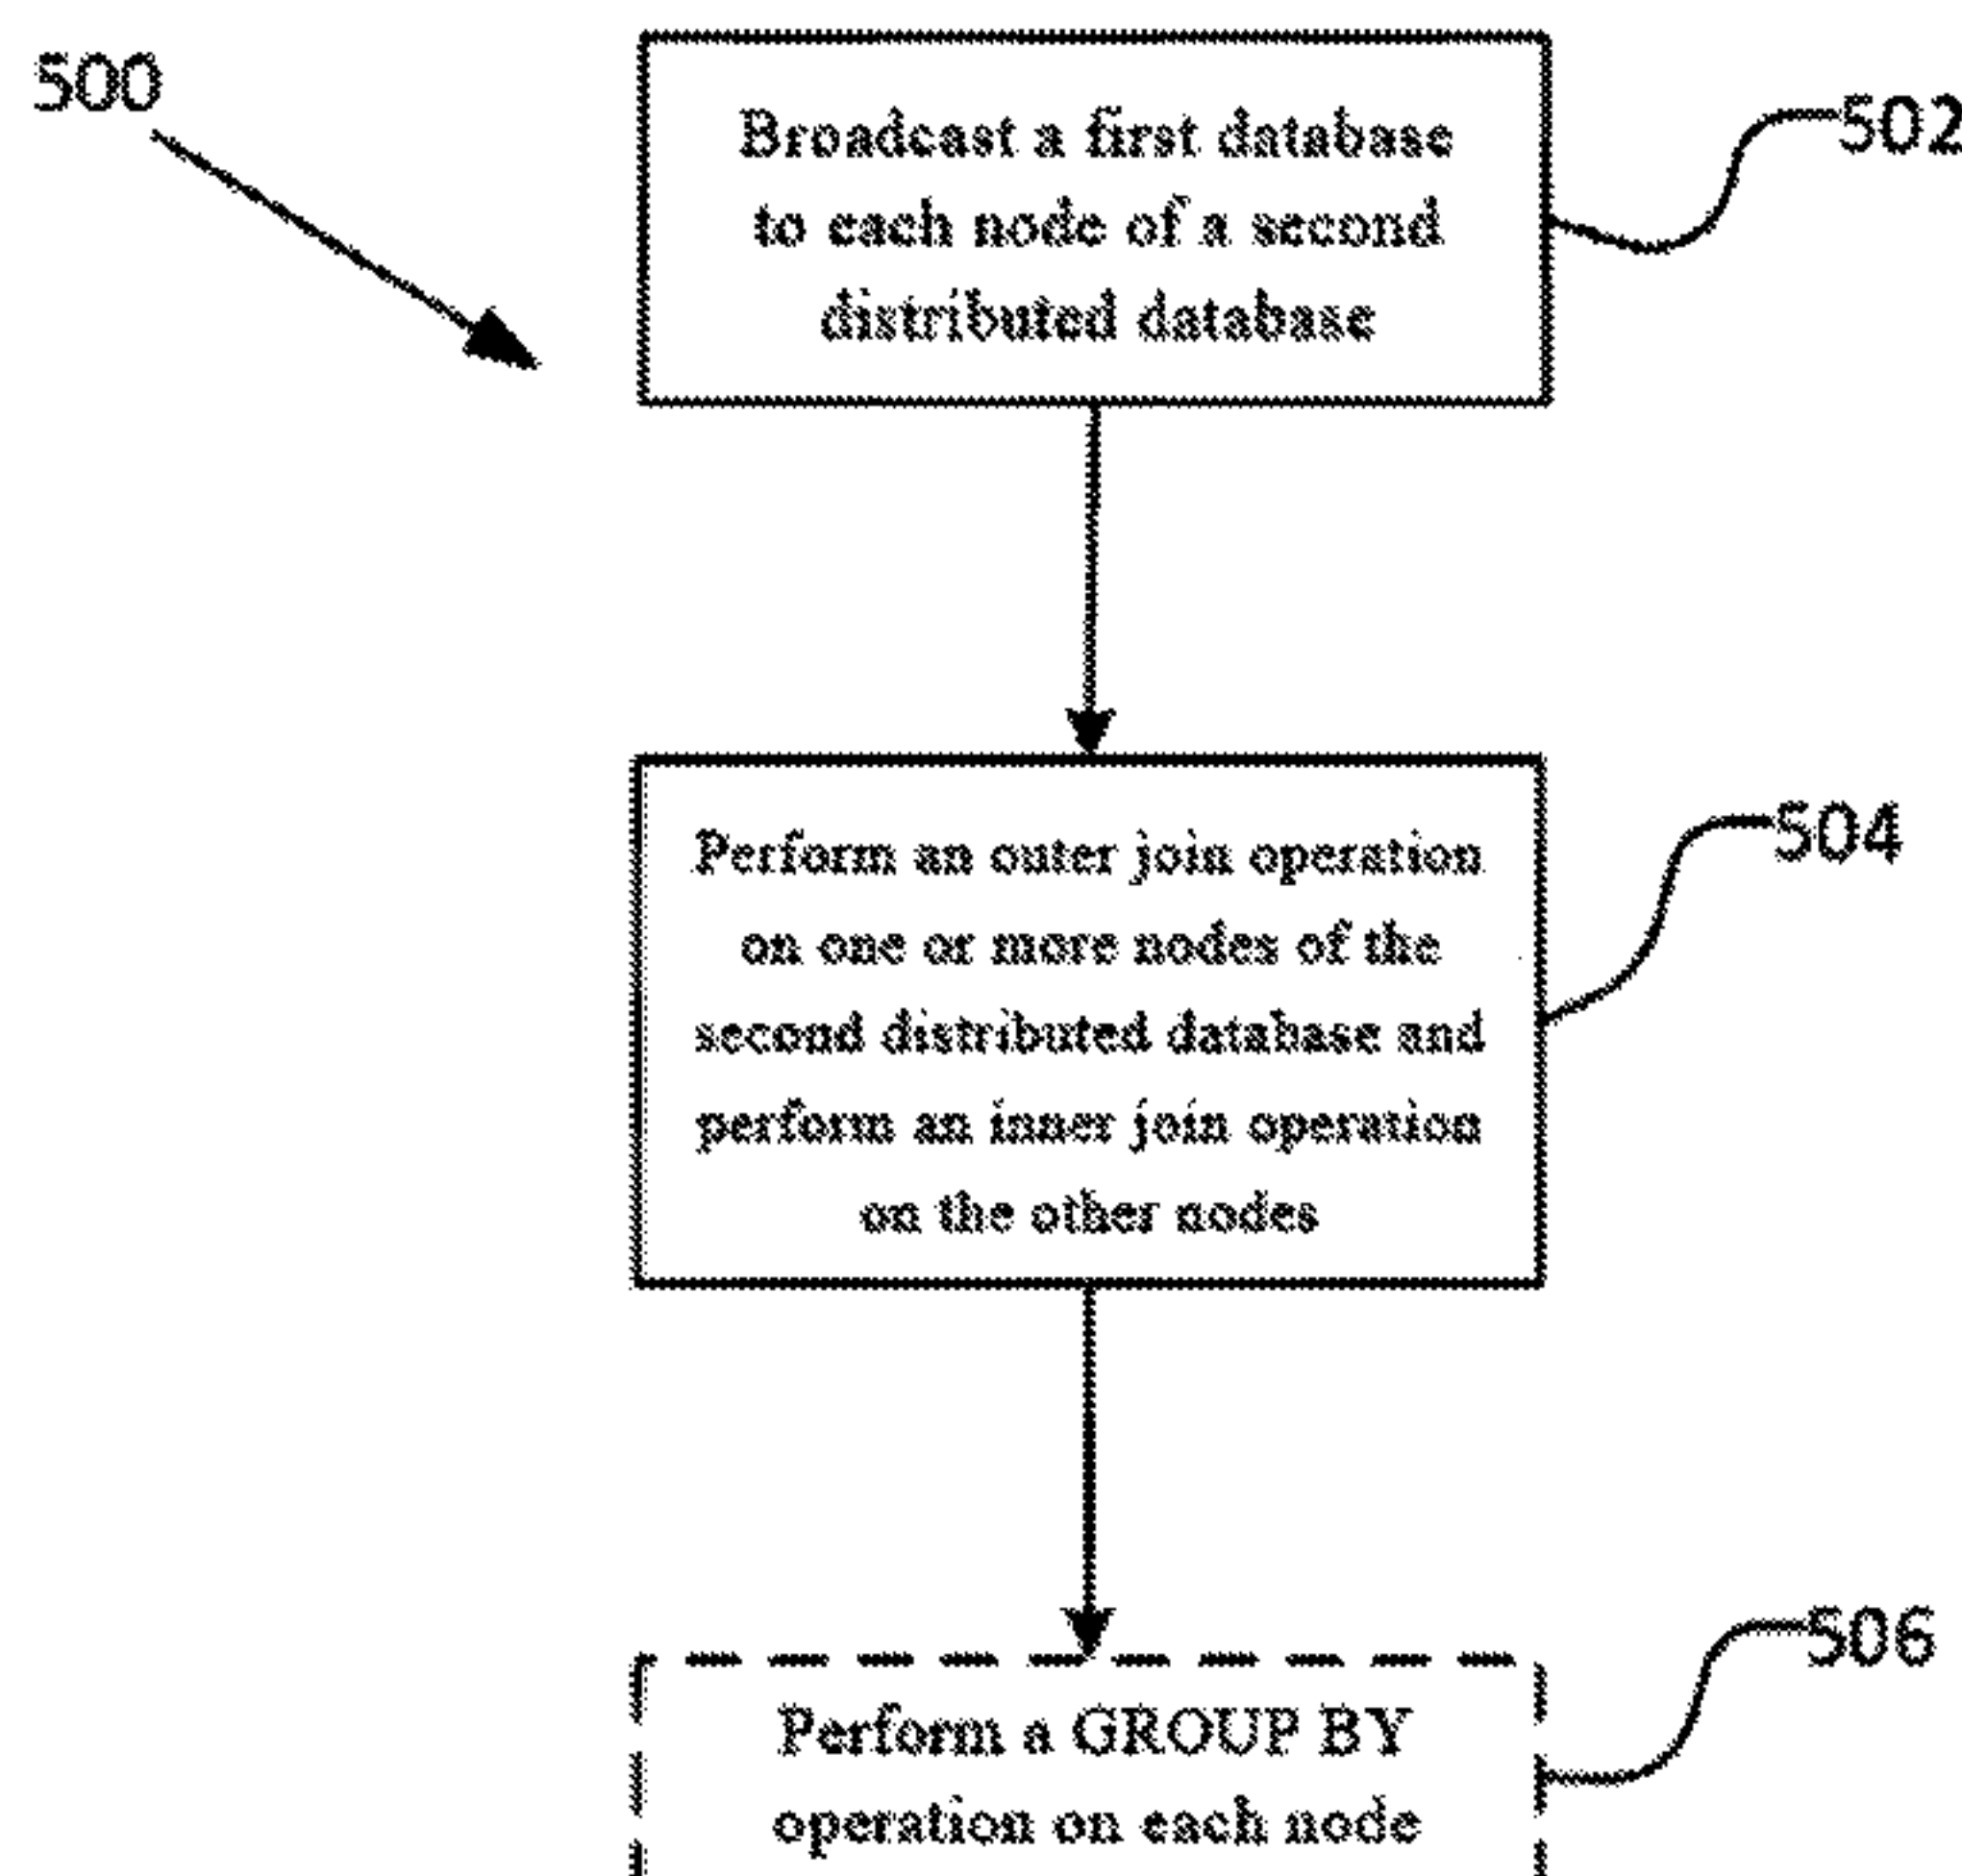 500
Broadcast a first database
to each node of a second
distributed database
502
Perform an outer join operation
on one or more nodes of the
second distributed database and
perform an inner join operation
on the other nodes
504
Perform a GROUP BY
operation on each node
506